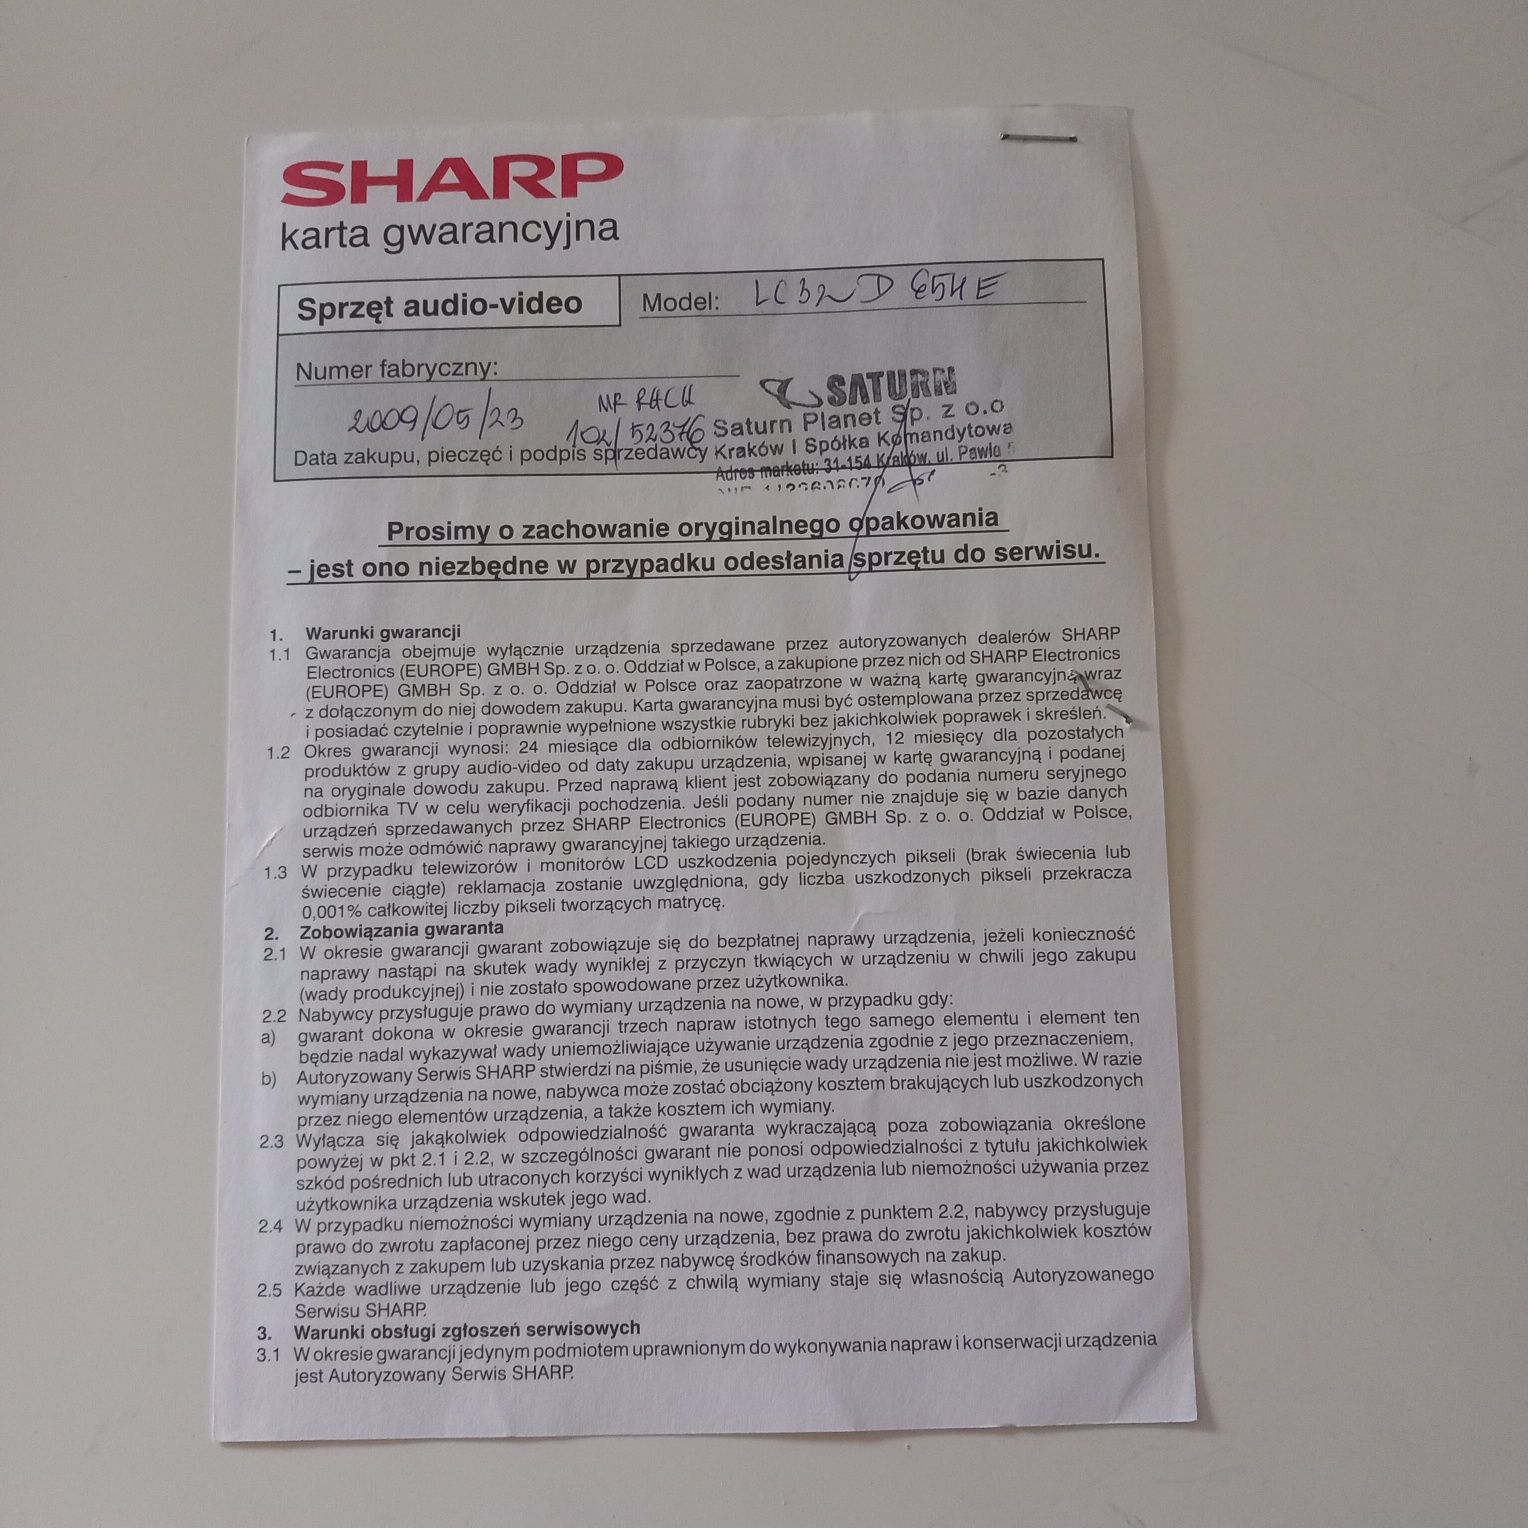 SHARP
karta gwarancyjna
Sprzęt audio-video
Model: LC32 D 65 E
Numer fabryczny:
2009/05/23
NR RACH
102/52376
SATURN
Saturn Planet Sp. z o.o
Kraków I Spółka Komandytowa
Adres marketu: 31-154 Kraków, ul. Pawia
Data zakupu, pieczęć i podpis sprzedawcy
Prosimy o zachowanie oryginalnego opakowania
– jest ono niezbędne w przypadku odesłania sprzętu do serwisu.
1. Warunki gwarancji
1.1 Gwarancja obejmuje wyłącznie urządzenia sprzedawane przez autoryzowanych dealerów SHARP
Electronics (EUROPE) GMBH Sp. z o. o. Oddział w Polsce, a zakupione przez nich od SHARP Electronics
(EUROPE) GMBH Sp. z o. o. Oddział w Polsce oraz zaopatrzone w ważną kartę gwarancyjną wraz
z dołączonym do niej dowodem zakupu. Karta gwarancyjna musi być ostemplowana przez sprzedawcę
i posiadać czytelnie i poprawnie wypełnione wszystkie rubryki bez jakichkolwiek poprawek i skreśleń.
1.2 Okres gwarancji wynosi: 24 miesiące dla odbiorników telewizyjnych, 12 miesięcy dla pozostałych
produktów z grupy audio-video od daty zakupu urządzenia, wpisanej w kartę gwarancyjną i podanej
na oryginale dowodu zakupu. Przed naprawą klient jest zobowiązany do podania numeru seryjnego
odbiornika TV w celu weryfikacji pochodzenia. Jeśli podany numer nie znajduje się w bazie danych
urządzeń sprzedawanych przez SHARP Electronics (EUROPE) GMBH Sp. z o. o. Oddział w Polsce,
serwis może odmówić naprawy gwarancyjnej takiego urządzenia.
1.3 W przypadku telewizorów i monitorów LCD uszkodzenia pojedynczych pikseli (brak świecenia lub
świecenie ciągłe) reklamacja zostanie uwzględniona, gdy liczba uszkodzonych pikseli przekracza
0,001% całkowitej liczby pikseli tworzących matrycę.
2. Zobowiązania gwaranta
2.1 W okresie gwarancji gwarant zobowiązuje się do bezpłatnej naprawy urządzenia, jeżeli konieczność
naprawy nastąpi na skutek wady wynikłej z przyczyn tkwiących w urządzeniu w chwili jego zakupu
(wady produkcyjnej) i nie zostało spowodowane przez użytkownika.
2.2 Nabywcy przysługuje prawo do wymiany urządzenia na nowe, w przypadku gdy:
a) gwarant dokona w okresie gwarancji trzech napraw istotnych tego samego elementu i element ten
będzie nadal wykazywał wady uniemożliwiające używanie urządzenia zgodnie z jego przeznaczeniem,
b) Autoryzowany Serwis SHARP stwierdzi na piśmie, że usunięcie wady urządzenia nie jest możliwe. W razie
wymiany urządzenia na nowe, nabywca może zostać obciążony kosztem brakujących lub uszkodzonych
przez niego elementów urządzenia, a także kosztem ich wymiany.
2.3 Wyłącza się jakąkolwiek odpowiedzialność gwaranta wykraczającą poza zobowiązania określone
powyżej w pkt 2.1 i 2.2, w szczególności gwarant nie ponosi odpowiedzialności z tytułu jakichkolwiek
szkód pośrednich lub utraconych korzyści wynikłych z wad urządzenia lub niemożności używania przez
użytkownika urządzenia wskutek jego wad.
2.4 W przypadku niemożności wymiany urządzenia na nowe, zgodnie z punktem 2.2, nabywcy przysługuje
prawo do zwrotu zapłaconej przez niego ceny urządzenia, bez prawa do zwrotu jakichkolwiek kosztów
związanych z zakupem lub uzyskania przez nabywcę środków finansowych na zakup.
2.5 Każde wadliwe urządzenie lub jego część z chwilą wymiany staje się własnością Autoryzowanego
Serwisu SHARP.
3. Warunki obsługi zgłoszeń serwisowych
3.1 W okresie gwarancji jedynym podmiotem uprawnionym do wykonywania napraw i konserwacji urządzenia
jest Autoryzowany Serwis SHARP.